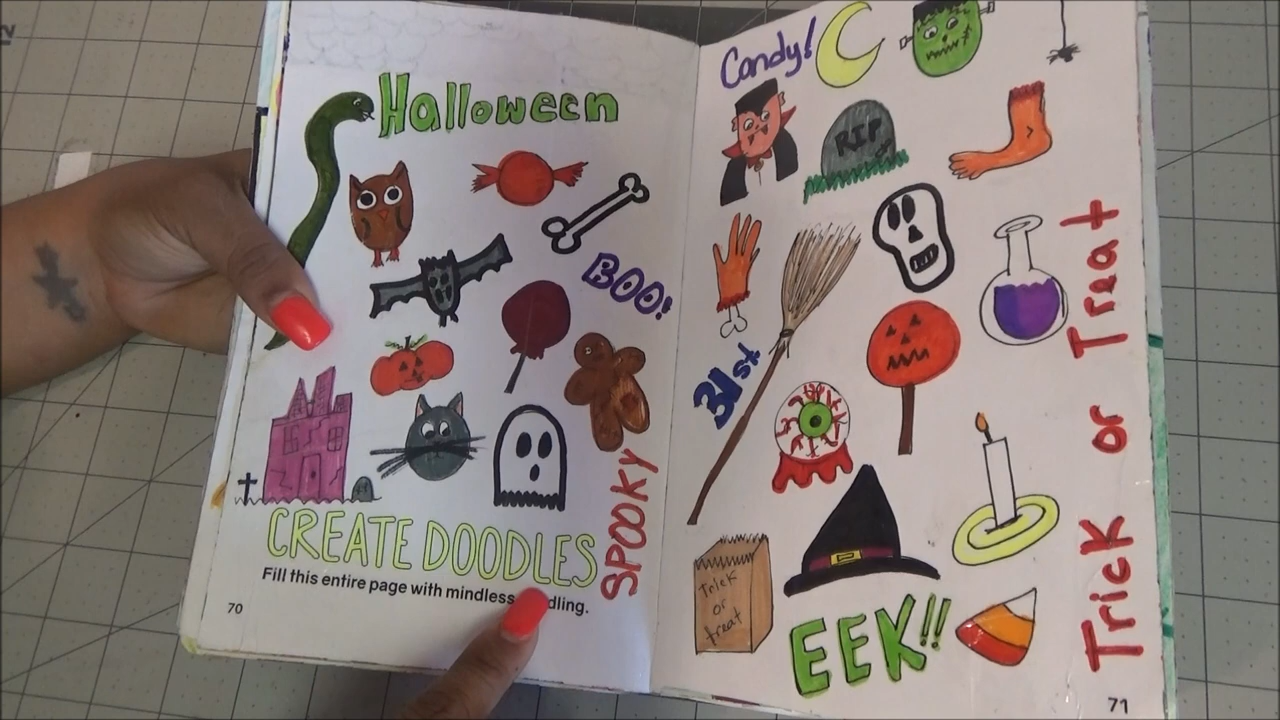 Halloween
BOO!
SPOOKY
CREATE DOODLES
Fill this entire page with mindless
70
Candy!
RIP
31st
Trick or Treat
Trick
or
treat
EEK!!
71